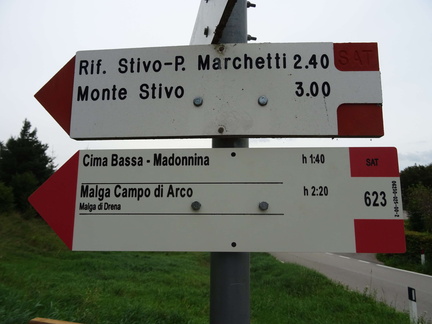 Rif. Stivo-P. Marchetti 2.40 SAT
Monte Stivo 3.00
Cima Bassa - Madonnina h 1:40 SAT
Malga Campo di Arco h 2:20 623
Malga di Drena